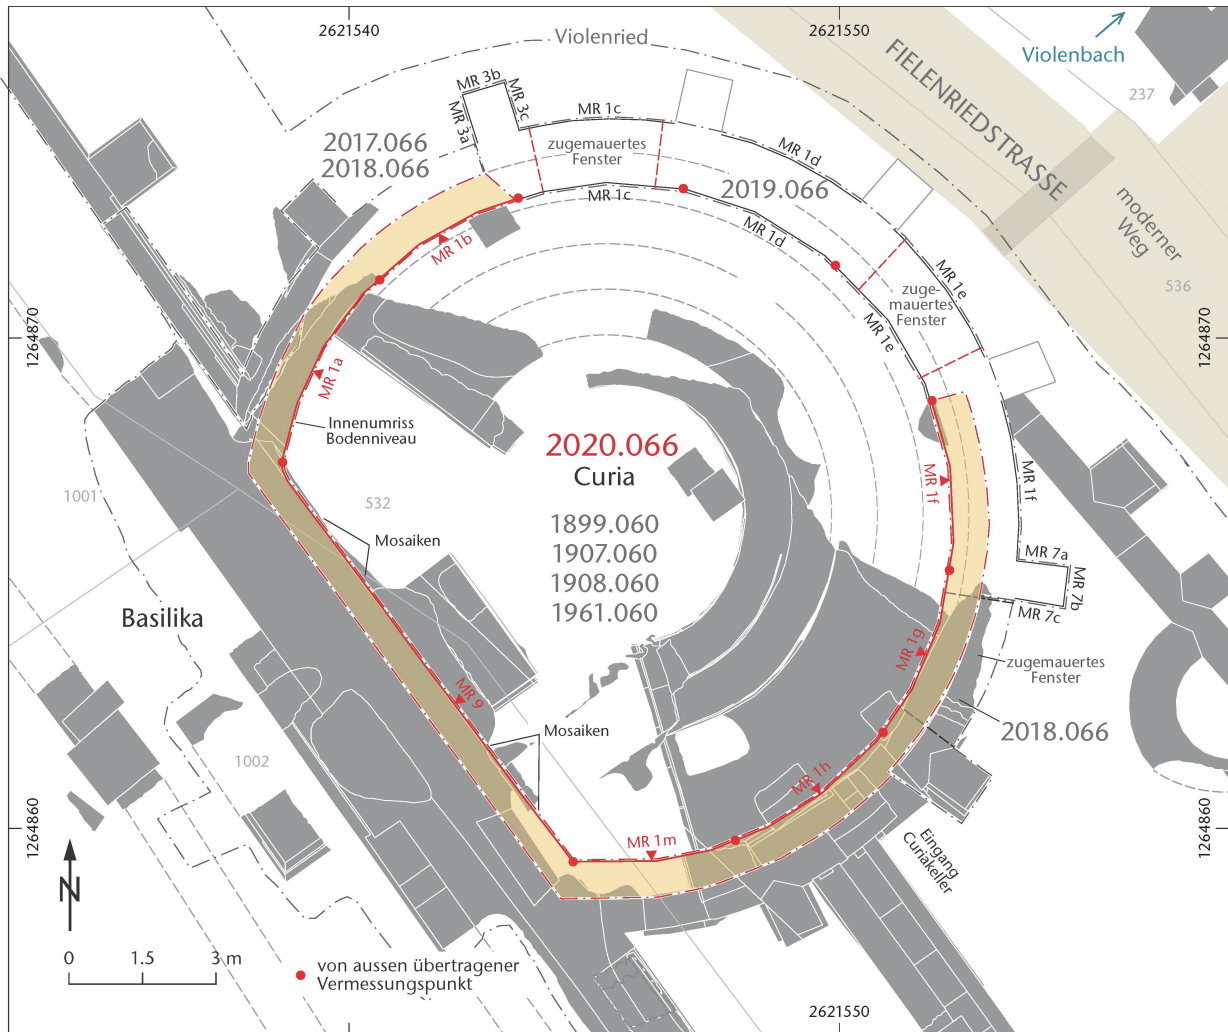 2621540
2621550
Violenried
Violenbach
FIELENRIEDSTRASSE
237
MR 3b
MR 3c
MR 3a
MR 1c
2017.066
2018.066
zugemauertes
Fenster
MR 1d
2019.066
MR 1c
MR 1d
moderner
Weg
536
MR 1b
MR 1e
zuge-
mauertes
Fenster
MR 1e
1264870
1264870
MR 1a
Innenumriss
Bodenniveau
2020.066
Curia
1001
532
1899.060
1907.060
1908.060
1961.060
MR 1f
MR 1f
Mosaiken
MR 7a
MR 7b
MR 7c
Basilika
MR 1g
zugemauertes
Fenster
MR 9
Mosaiken
2018.066
1002
MR 1h
1264860
1264860
MR 1m
Eingang
Curiakeller
N
0 1.5 3 m
von aussen übertragener
Vermessungspunkt
2621550